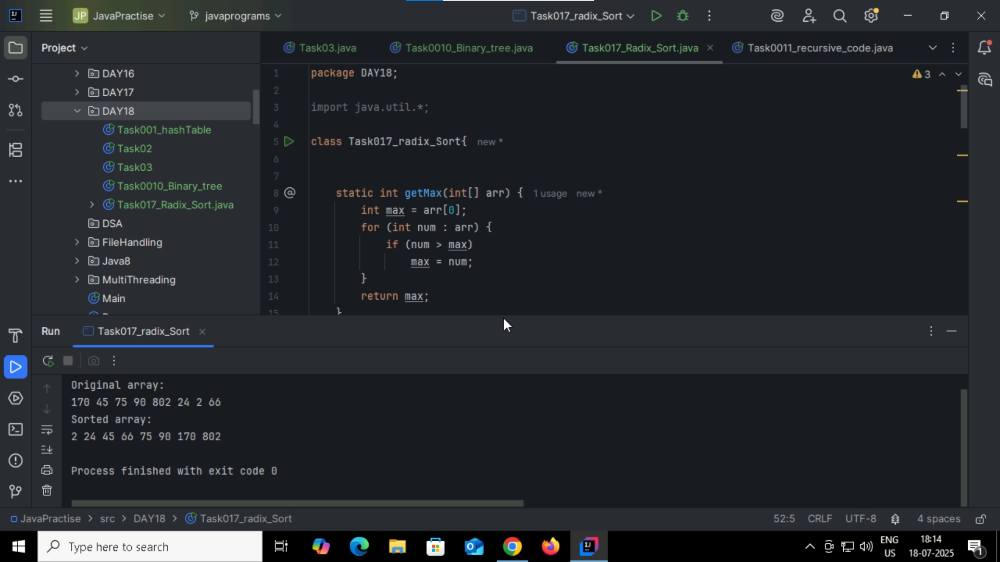 JP JavaPractise
javaprograms
Task017_radix_Sort
Project
Task03.java
Task0010_Binary_tree.java
Task017_Radix_Sort.java
Task0011_recursive_code.java
DAY16
DAY17
DAY18
Task001_hashTable
Task02
Task03
Task0010_Binary_tree
Task017_Radix_Sort.java
DSA
FileHandling
Java8
MultiThreading
Main
3
1 package DAY18;
2
3 import java.util.*;
4
5 class Task017_radix_Sort{ new *
6
7
8 @ static int getMax(int[] arr) { 1 usage new *
9 int max = arr[0];
10 for (int num : arr) {
11 if (num > max)
12 max = num;
13 }
14 return max;
15 }
Run Task017_radix_Sort
Original array:
170 45 75 90 802 24 2 66
Sorted array:
2 24 45 66 75 90 170 802
Process finished with exit code 0
JavaPractise > src > DAY18 > Task017_radix_Sort
52:5 CRLF UTF-8 4 spaces
Type here to search
ENG
US
18:14
18-07-2025
1